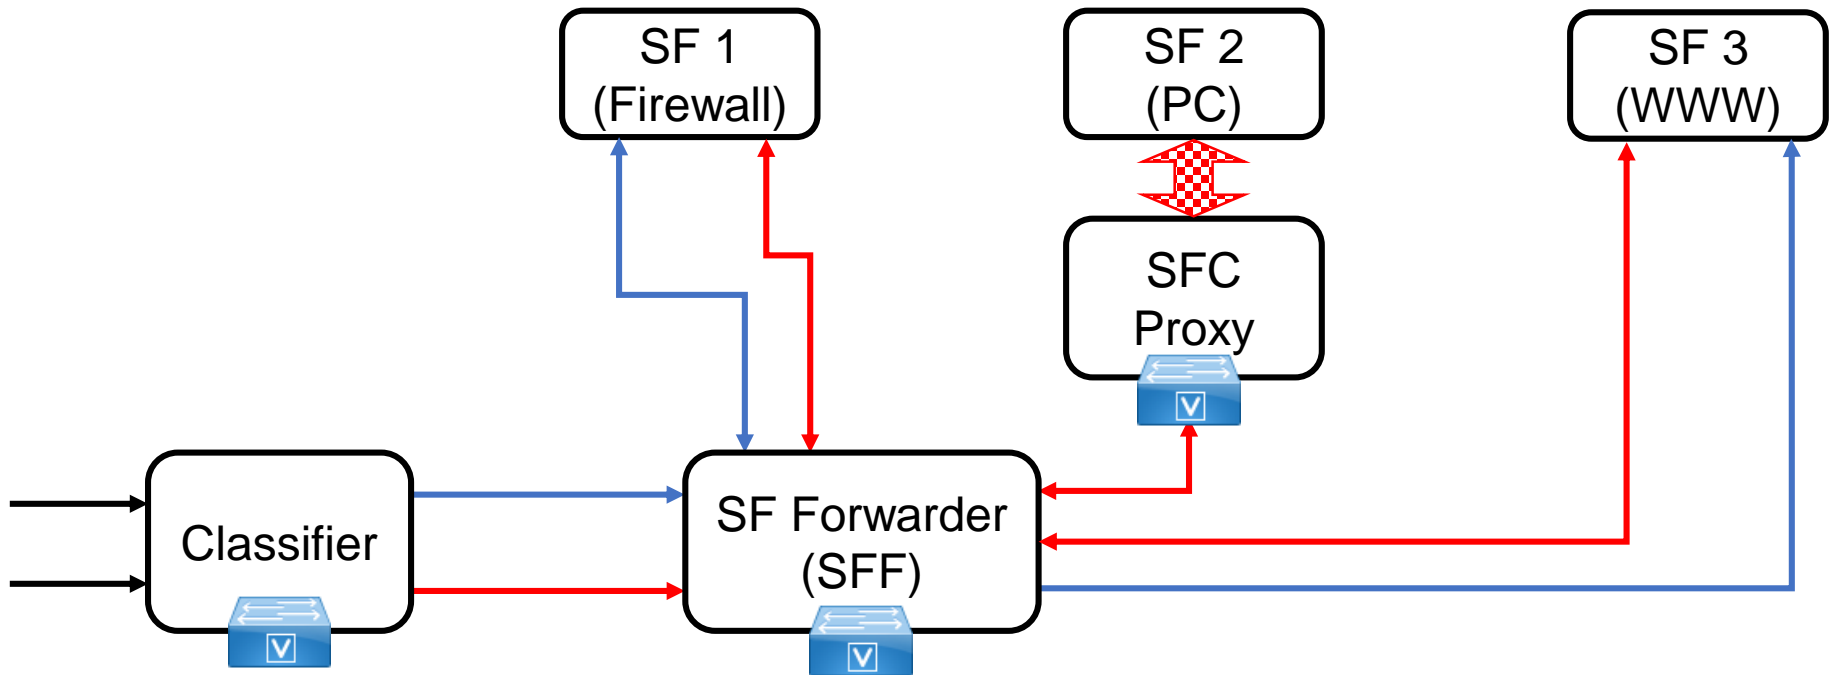 SF 1
(Firewall)
SF 2
(PC)
SF 3
(WWW)
SFC
Proxy
V
Classifier
V
SF Forwarder
(SFF)
V